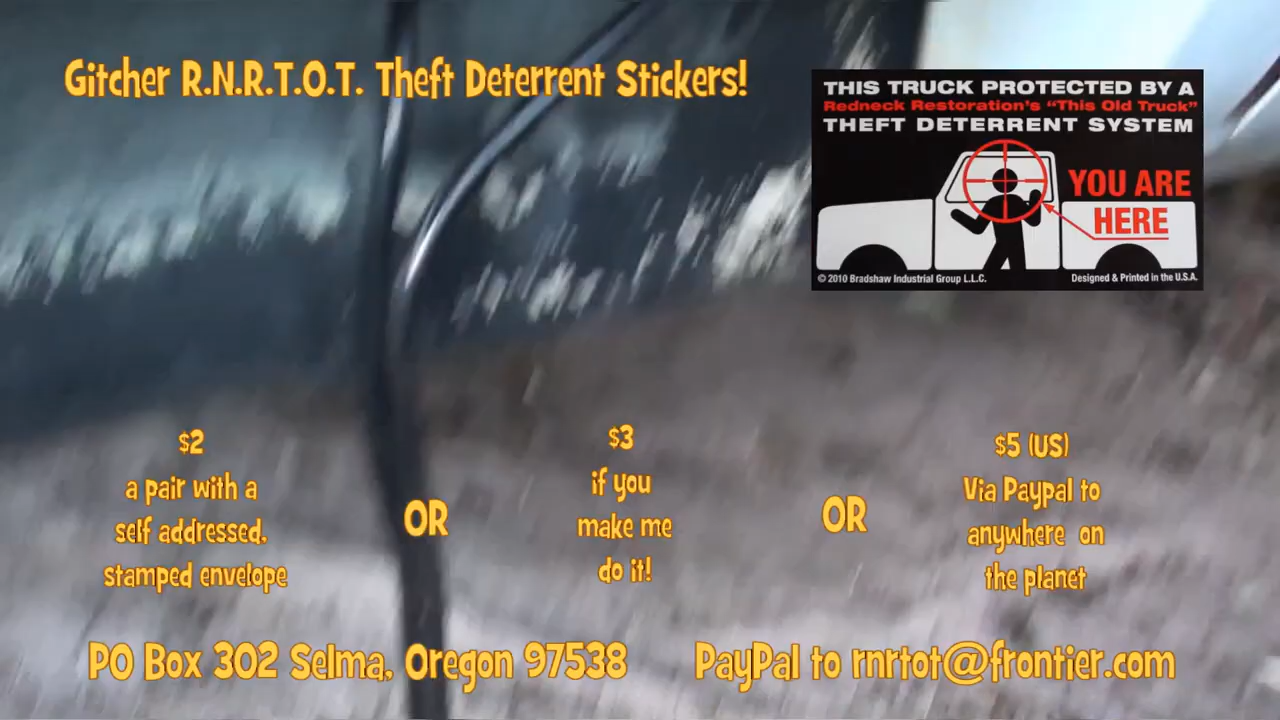 Gitcher R.N.R.T.O.T. Theft Deterrent Stickers!
THIS TRUCK PROTECTED BY A
Redneck Restoration's "This Old Truck"
THEFT DETERRENT SYSTEM
YOU ARE
HERE
© 2010 Bradshaw Industrial Group L.L.C.
Designed & Printed in the U.S.A.
$2
a pair with a
self addressed,
stamped envelope
OR
$3
if you
make me
do it!
OR
$5 (US)
Via Paypal to
anywhere on
the planet
PO Box 302 Selma, Oregon 97538
PayPal to rnrtot@frontier.com